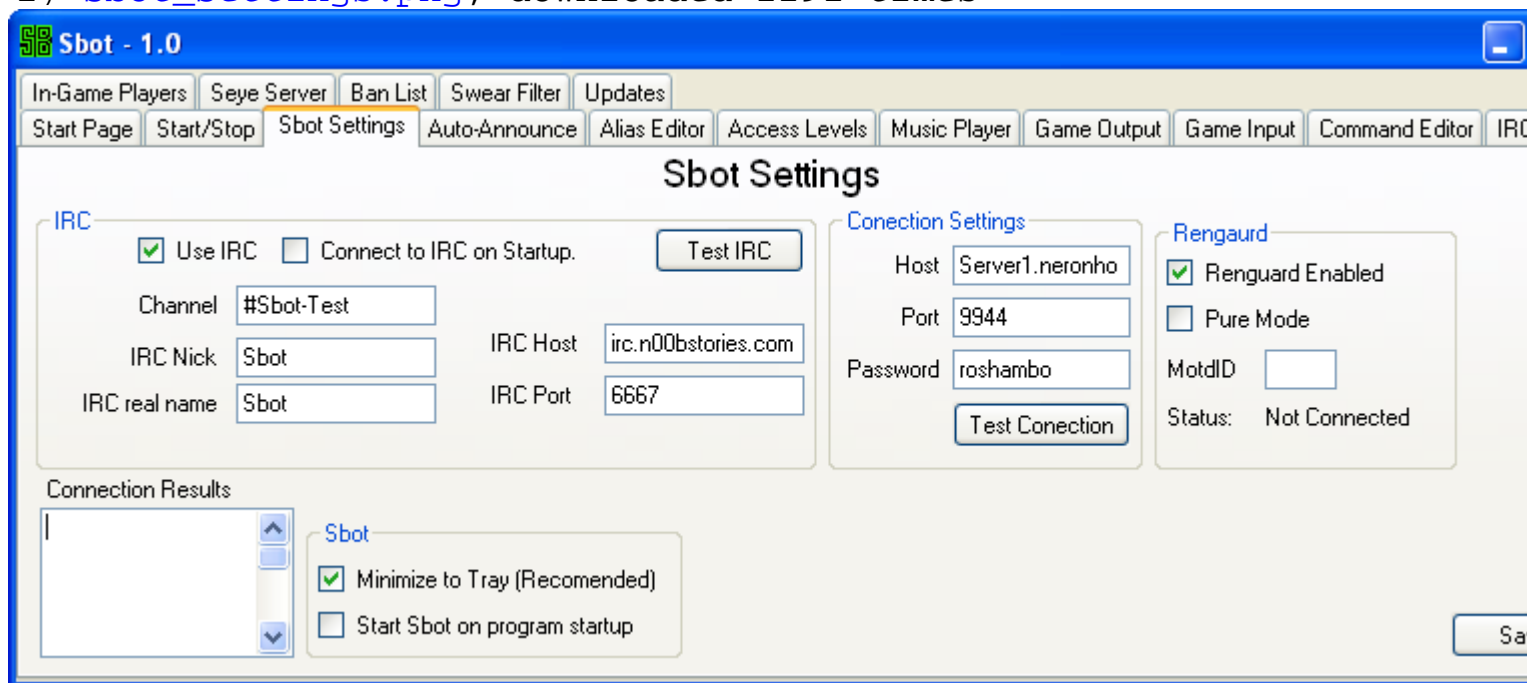 SB Sbot - 1.0
In-Game Players Seye Server Ban List Swear Filter Updates
Start Page Start/Stop Sbot Settings Auto-Announce Alias Editor Access Levels Music Player Game Output Game Input Command Editor
Sbot Settings
IRC
Use IRC Connect to IRC on Startup. Test IRC
Channel #Sbot-Test
IRC Nick Sbot
IRC real name Sbot
IRC Host irc.n00bstories.com
IRC Port 6667
Conection Settings
Host Server1.neronho
Port 9944
Password roshambo
Test Conection
Rengaurd
Renguard Enabled
Pure Mode
MotdID
Status: Not Connected
Connection Results
Sbot
Minimize to Tray (Recomended)
Start Sbot on program startup